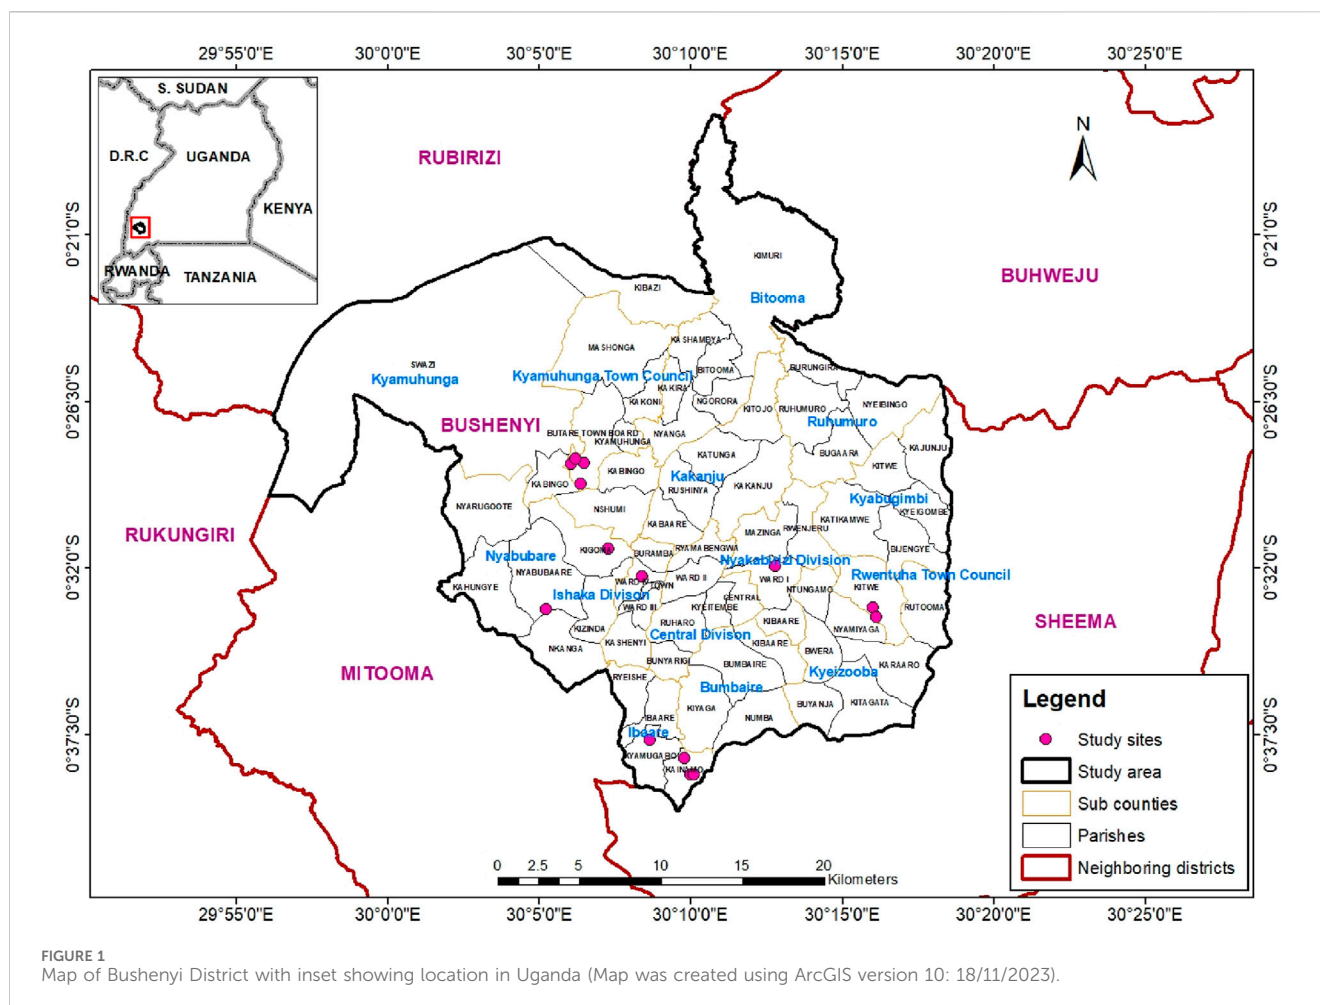 29°55'0"E 30°0'0"E 30°5'0"E 30°10'0"E 30°15'0"E 30°20'0"E 30°25'0"E
S. SUDAN
D.R.C UGANDA
KENYA
RWANDA TANZANIA
N
RUBIRIZI
BUHWEJU
0°21'0"S 0°21'0"S
KIMURI
Bitooma
KIBAZI
MASHONGA
KASHAMBYA
SWAZI
Kyamuhunga
Kyamuhunga Town Council
BITOOMA
BURUNGIRA
KAKIRA
KAKONI
NGORORA
KITOJO
RUHUMURO
NYEIBINGO
0°26'30"S 0°26'30"S
Ruhumuro
BUSHENYI
BUTARE TOWN BOARD
KYAMUHUNGA
NYANGA
KATUNGA
BUGAARA
KAJUNJU
KITWE
KABINGO
KABINGO
Kakanju
KAKANJU
RUSHINYA
Kyabugimbi
KYEIGOMBE
NYARUGOOTE
NSHUMI
KABAARE
KATIKAMWE
RUKUNGIRI
MAZINGA
RWENJERU
BIJENGYE
KIGOMA
BURAMBA
RYAMABENGWA
Nyabubare
Nyakabirizi Division
0°32'0"S 0°32'0"S
NYABUBAARE
KAHUNGYE
WARD IV
TOWN
WARD II
WARD I
Rwentuha Town Council
KITWE
NTUNGAMO
Ishaka Divison
CENTRAL
WARD III
KYEITEMBE
RUTOOMA
KIZINDA
RUHARO
KIBAARE
NYAMIYAGA
SHEEMA
KASHENYI
Central Divison
KIBAARE
NKANGA
BWERA
BUNYARIGI
BUMBAIRE
KARAARO
MITOOMA
RYEISHE
Kyeizooba
Bumbaire
KITAGATA
BUYANJA
KIYAGA
NUMBA
IBAARE
Ibaare
0°37'30"S 0°37'30"S
KYAMUGABO
KAINAMO
Legend
Study sites
Study area
Sub counties
Parishes
Neighboring districts
0 2.5 5 10 15 20
Kilometers
29°55'0"E 30°0'0"E 30°5'0"E 30°10'0"E 30°15'0"E 30°20'0"E 30°25'0"E
FIGURE 1
Map of Bushenyi District with inset showing location in Uganda (Map was created using ArcGIS version 10: 18/11/2023).